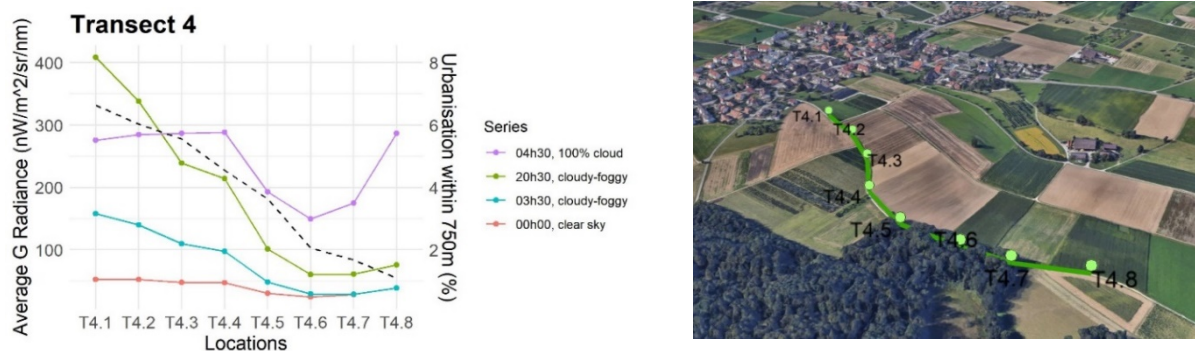 Transect 4
Average G Radiance (nW/m^2/sr/nm)
400
300
200
100
8
6
4
2
Urbanisation within 750m (%)
T4.1 T4.2 T4.3 T4.4 T4.5 T4.6 T4.7 T4.8
Locations
Series
04h30, 100% cloud
20h30, cloudy-foggy
03h30, cloudy-foggy
00h00, clear sky
T4.1
T4.2
T4.3
T4.4
T4.5
T4.6
T4.7
T4.8